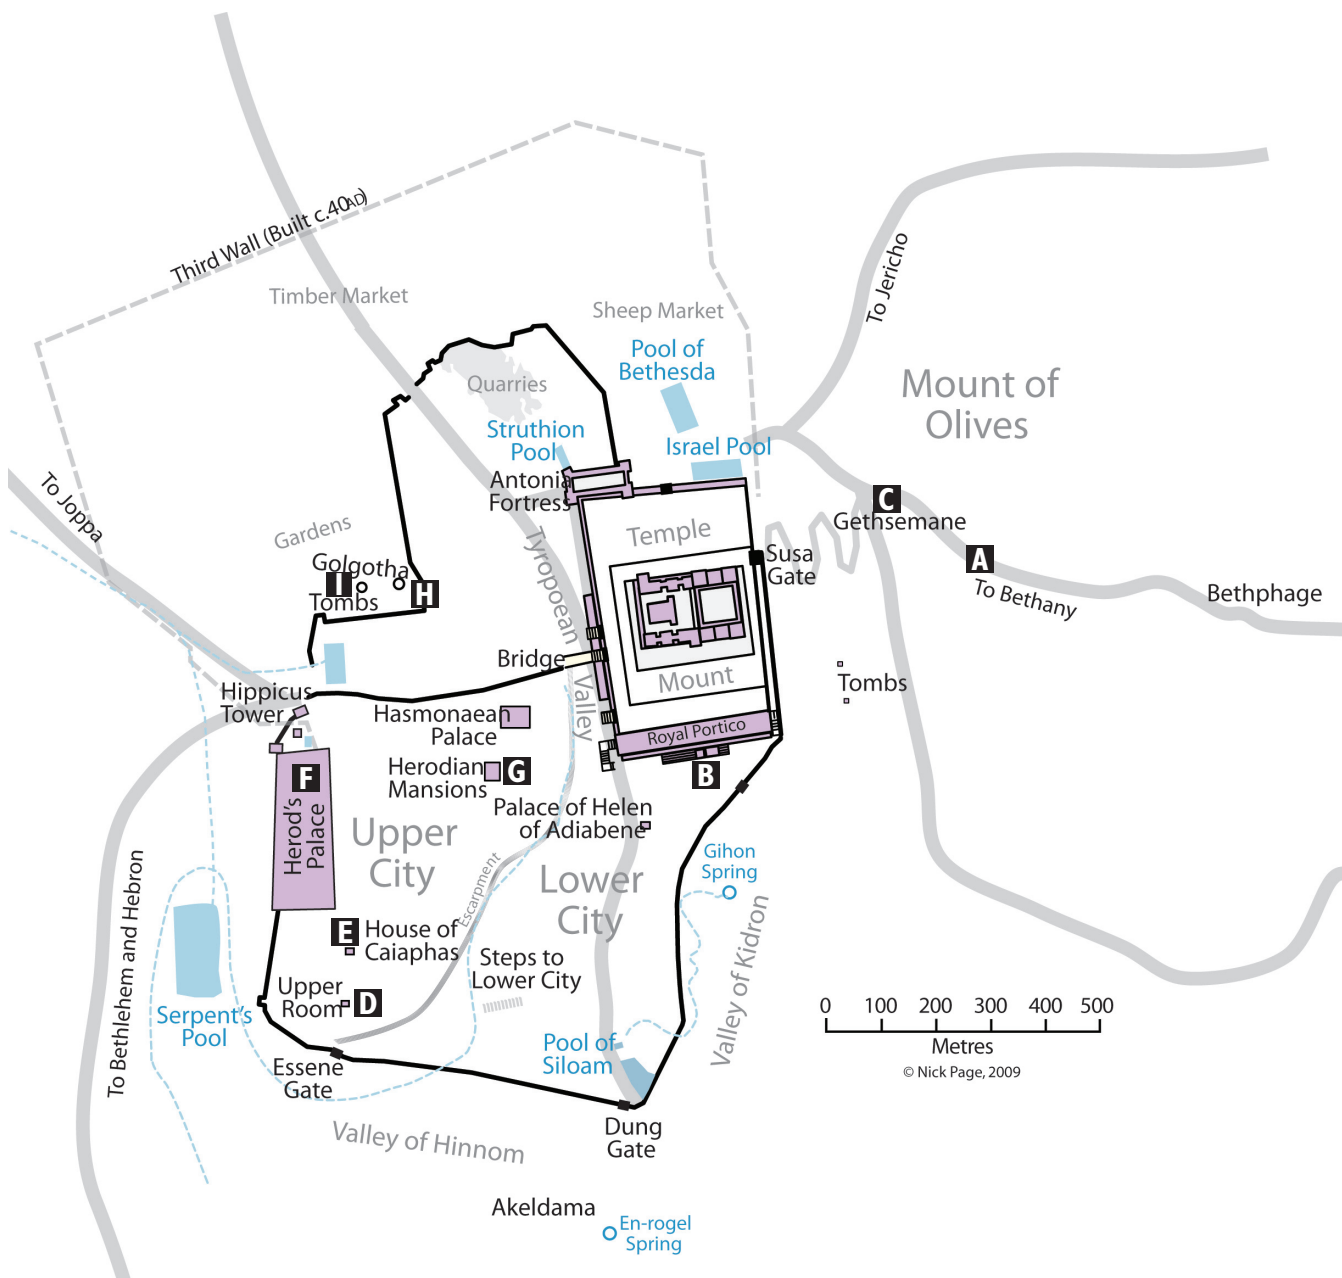 Third Wall (Built c.40AD)
Timber Market
Sheep Market
To Jericho
Pool of
Bethesda
Mount of
Olives
Quarries
Struthion
Pool
Israel Pool
Antonia
Fortress
To Joppa
C
Gethsemane
Gardens
Temple
Tyropoean
Valley
Susa
Gate
A
To Bethany
Bethphage
Golgotha
I
H
Tombs
Bridge
Mount
Tombs
Hippicus
Tower
Hasmonaean
Palace
Royal Portico
B
Herodian
Mansions
G
F
Herod's
Palace
Palace of Helen
of Adiabene
Upper
City
Gihon
Spring
Escarpment
Lower
City
To Bethlehem and Hebron
E
House of
Caiaphas
Valley of Kidron
Steps to
Lower City
Upper
Room
D
Serpent's
Pool
0 100 200 300 400 500
Metres
© Nick Page, 2009
Pool of
Siloam
Essene
Gate
Dung
Gate
Valley of Hinnom
Akeldama
En-rogel
Spring